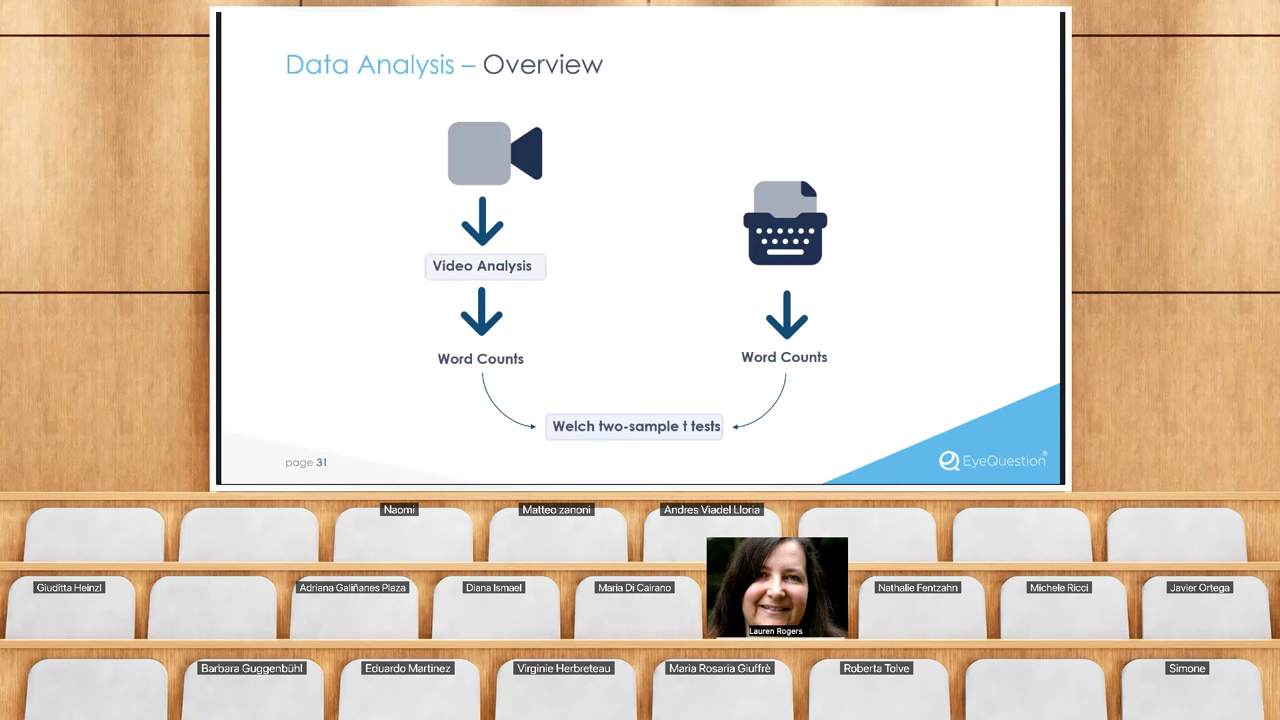 Data Analysis – Overview
Video Analysis
Word Counts
Word Counts
Welch two-sample t tests
page 31
EyeQuestion®
Naomi
Matteo zanoni
Andres Viadel Lloria
Giuditta Heinzl
Adriana Galiñanes Plaza
Diana Ismael
Maria Di Cairano
Lauren Rogers
Nathalie Fentzahn
Michele Ricci
Javier Ortega
Barbara Guggenbühl
Eduardo Martinez
Virginie Herbreteau
Maria Rosaria Giuffrè
Roberta Tolve
Simone